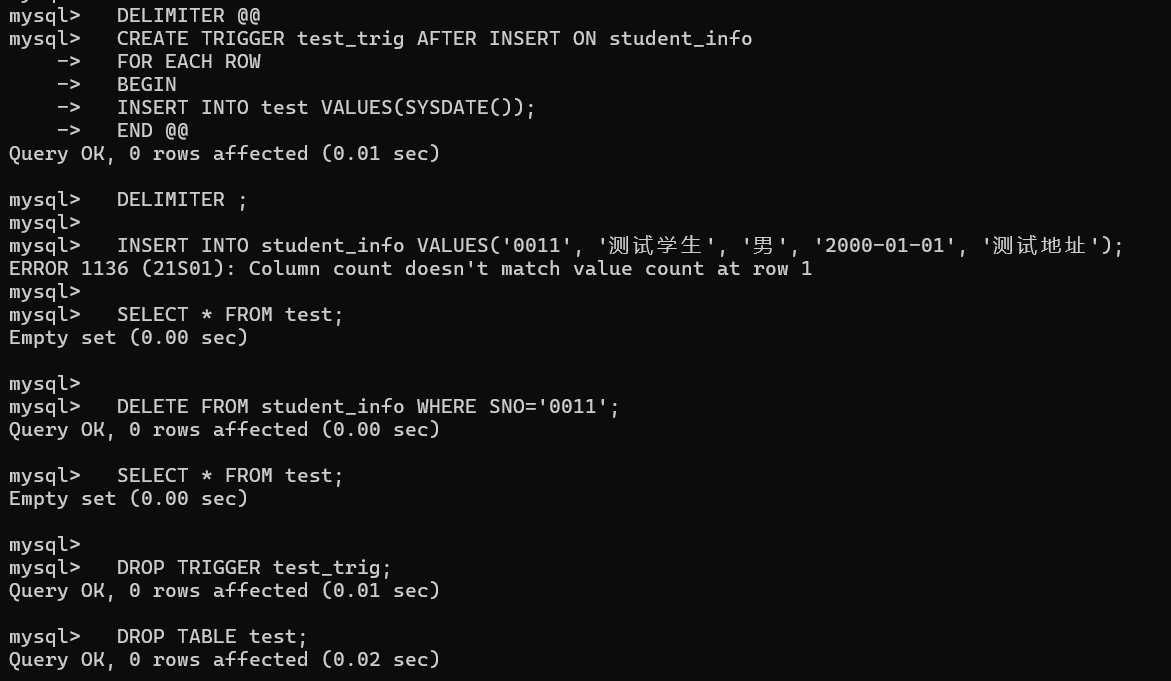 mysql>   DELIMITER @@
mysql>   CREATE TRIGGER test_trig AFTER INSERT ON student_info
    ->   FOR EACH ROW
    ->   BEGIN
    ->   INSERT INTO test VALUES(SYSDATE());
    ->   END @@
Query OK, 0 rows affected (0.01 sec)
mysql>   DELIMITER ;
mysql>
mysql>   INSERT INTO student_info VALUES('0011', '测试学生', '男', '2000-01-01', '测试地址');
ERROR 1136 (21S01): Column count doesn't match value count at row 1
mysql>
mysql>   SELECT * FROM test;
Empty set (0.00 sec)
mysql>
mysql>   DELETE FROM student_info WHERE SNO='0011';
Query OK, 0 rows affected (0.00 sec)
mysql>   SELECT * FROM test;
Empty set (0.00 sec)
mysql>
mysql>   DROP TRIGGER test_trig;
Query OK, 0 rows affected (0.01 sec)
mysql>   DROP TABLE test;
Query OK, 0 rows affected (0.02 sec)